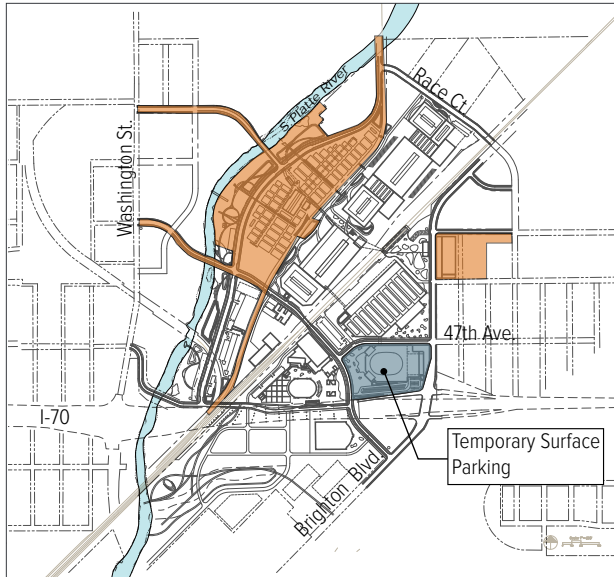 S Platte River
Race Ct.
Washington St.
47th Ave.
I-70
Temporary Surface
Parking
Brighton Blvd.